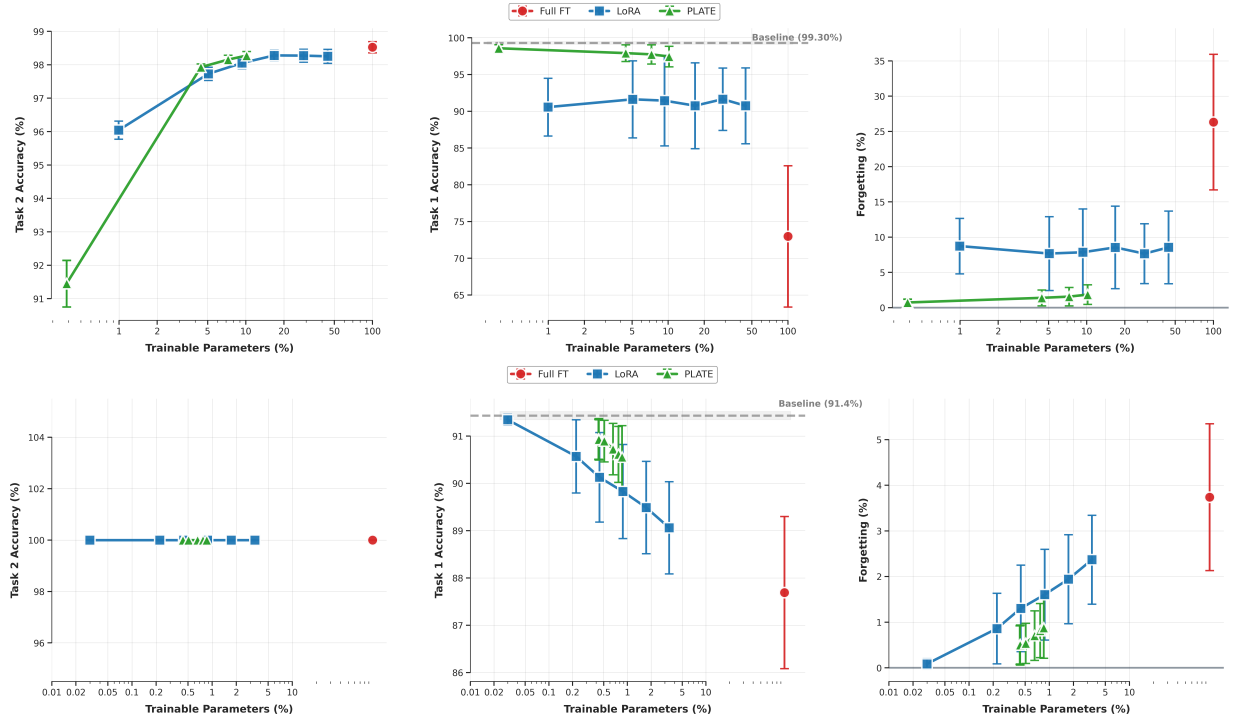 Full FT LoRA PLATE
Task 2 Accuracy (%)
99
98
97
96
95
94
93
92
91
1 2 5 10 20 50 100
Trainable Parameters (%)
Task 1 Accuracy (%)
Baseline (99.30%)
100
95
90
85
80
75
70
65
1 2 5 10 20 50 100
Trainable Parameters (%)
Forgetting (%)
35
30
25
20
15
10
5
0
1 2 5 10 20 50 100
Trainable Parameters (%)
Full FT LoRA PLATE
Task 2 Accuracy (%)
104
102
100
98
96
0.01 0.02 0.05 0.1 0.2 0.5 1 2 5 10
Trainable Parameters (%)
Task 1 Accuracy (%)
Baseline (91.4%)
91
90
89
88
87
86
0.01 0.02 0.05 0.1 0.2 0.5 1 2 5 10
Trainable Parameters (%)
Forgetting (%)
5
4
3
2
1
0
0.01 0.02 0.05 0.1 0.2 0.5 1 2 5 10
Trainable Parameters (%)